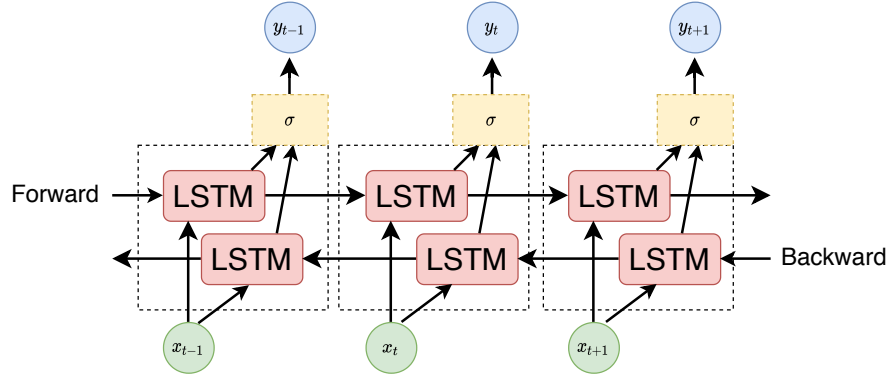 y_{t-1} y_t y_{t+1}
σ σ σ
Forward LSTM LSTM LSTM
LSTM LSTM LSTM Backward
x_{t-1} x_t x_{t+1}